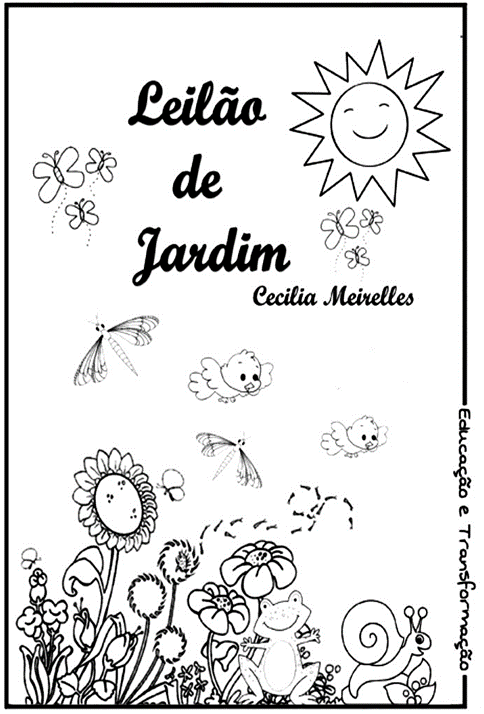 Leilão
de
Jardim
Cecilia Meirelles
Educação e Transformação